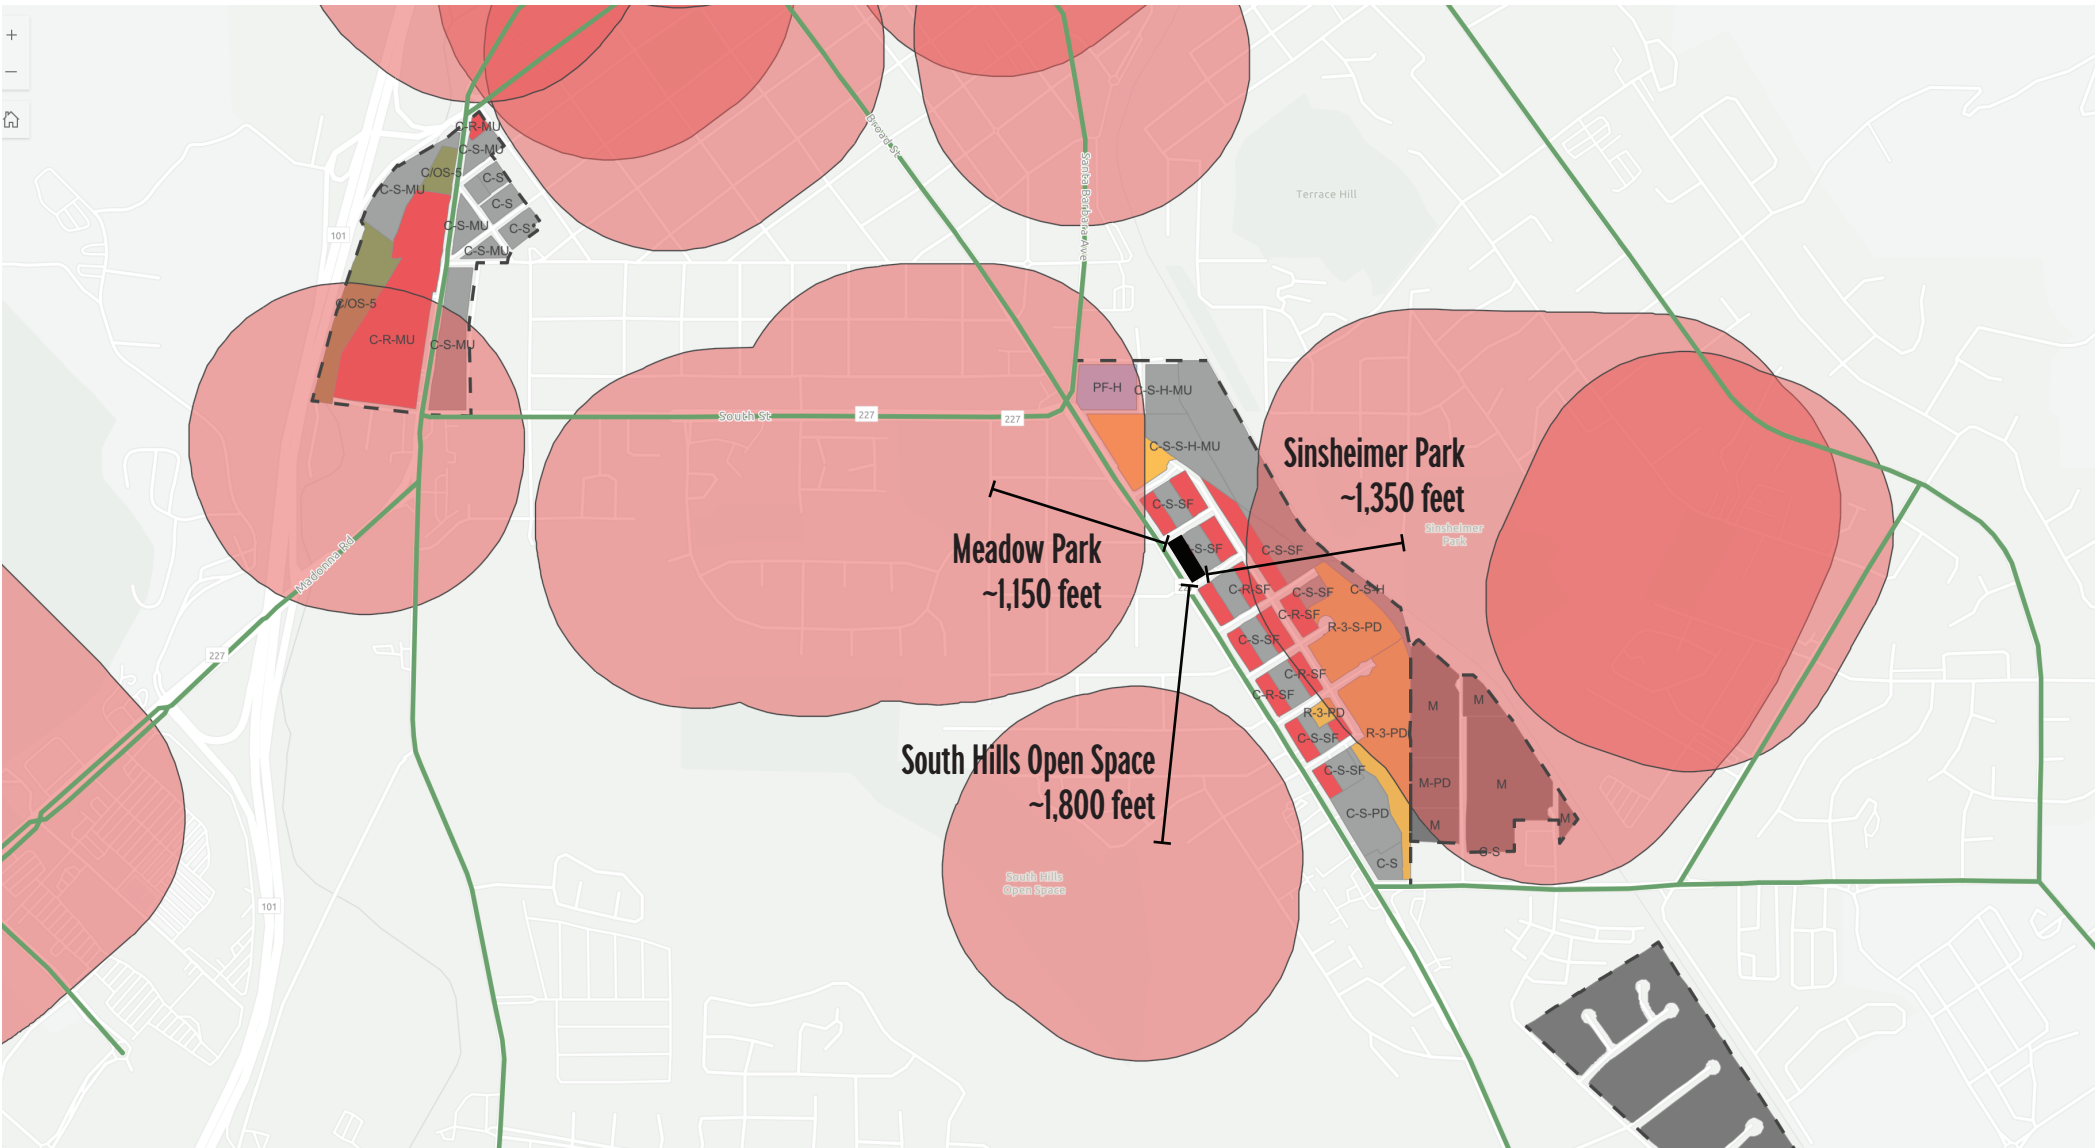 +
−
C-R-MU
C-S-MU
C/OS-5
C-S-MU
C-S
C-S
C-S-MU
C-S
C-S-MU
101
C/OS-5
C-R-MU
C-S-MU
Broad St
Santa Barbara Ave
Terrace Hill
South St
227
227
PF-H
C-S-H-MU
C-S-S-H-MU
Sinsheimer Park
~1,350 feet
Sinsheimer
Park
Meadow Park
~1,150 feet
C-S-SF
-S-SF
C-S-SF
C-R-SF
C-S-SF
C-S-H
C-R-SF
R-3-S-PD
C-S-SF
C-R-SF
C-R-SF
R-3-PD
C-S-SF
R-3-PD
C-S-SF
C-S-PD
C-S
M
M
M-PD
M
M
M
C-S
Madonna Rd
227
South Hills Open Space
~1,800 feet
South Hills
Open Space
101